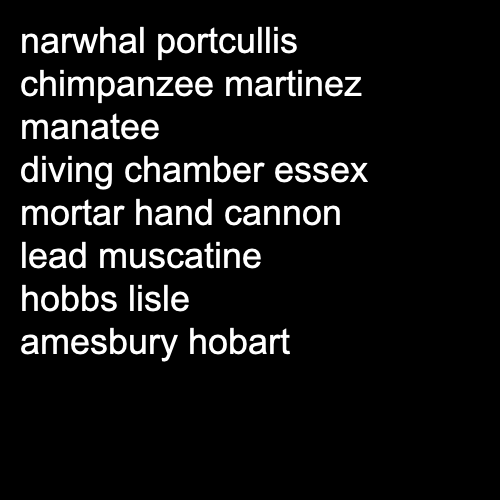 narwhal portcullis
chimpanzee martinez
manatee
diving chamber essex
mortar hand cannon
lead muscatine
hobbs lisle
amesbury hobart